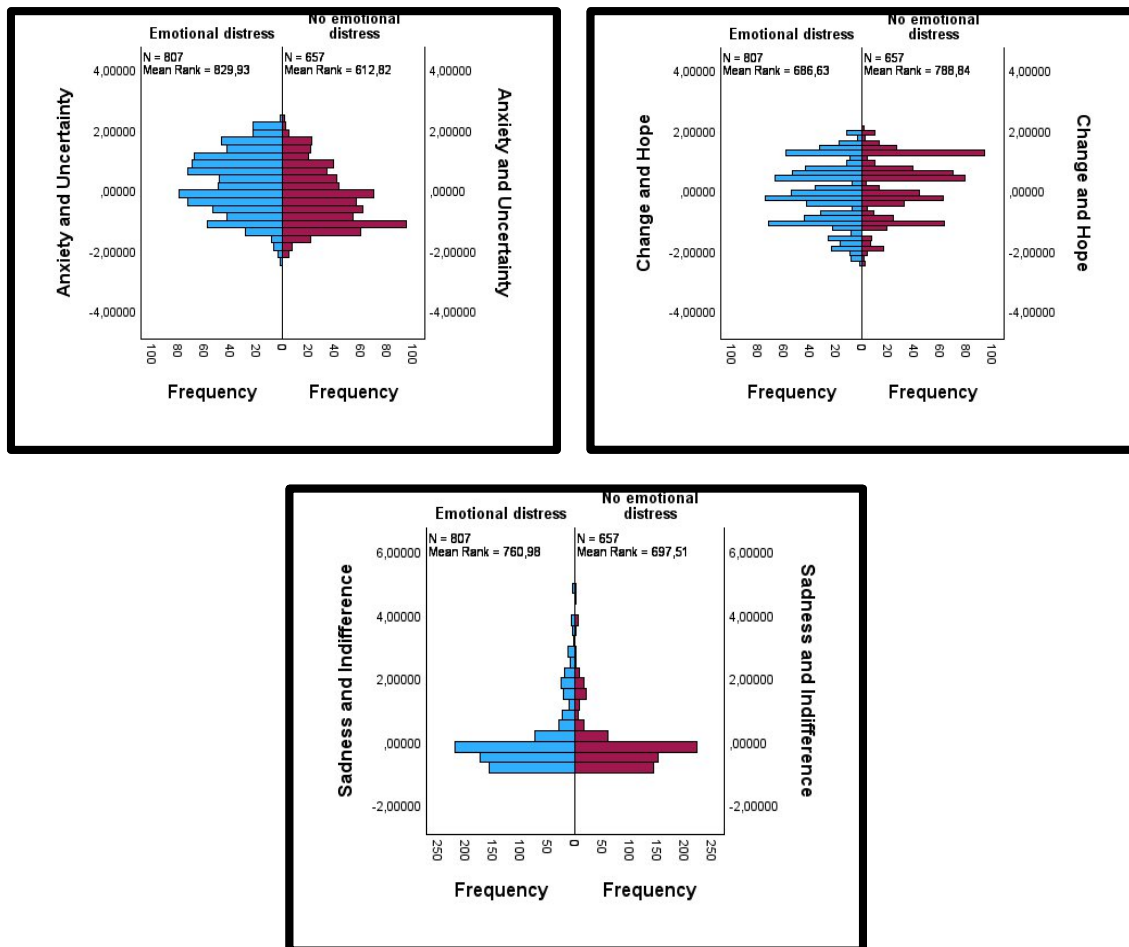 No emotional
Emotional distress
distress
N = 807
Mean Rank = 829,93
N = 657
Mean Rank = 612,82
4,00000
2,00000
,00000
-2,00000
-4,00000
4,00000
2,00000
,00000
-2,00000
-4,00000
Anxiety and Uncertainty
Anxiety and Uncertainty
100 80 60 40 20 0 20 40 60 80 100
Frequency
Frequency
No emotional
Emotional distress
distress
N = 807
Mean Rank = 686,63
N = 657
Mean Rank = 788,84
4,00000
2,00000
,00000
-2,00000
-4,00000
4,00000
2,00000
,00000
-2,00000
-4,00000
Change and Hope
Change and Hope
100 80 60 40 20 0 20 40 60 80 100
Frequency
Frequency
No emotional
Emotional distress
distress
N = 807
Mean Rank = 760,98
N = 657
Mean Rank = 697,51
6,00000
4,00000
2,00000
,00000
-2,00000
6,00000
4,00000
2,00000
,00000
-2,00000
Sadness and Indifference
Sadness and Indifference
250 200 150 100 50 0 50 100 150 200 250
Frequency
Frequency